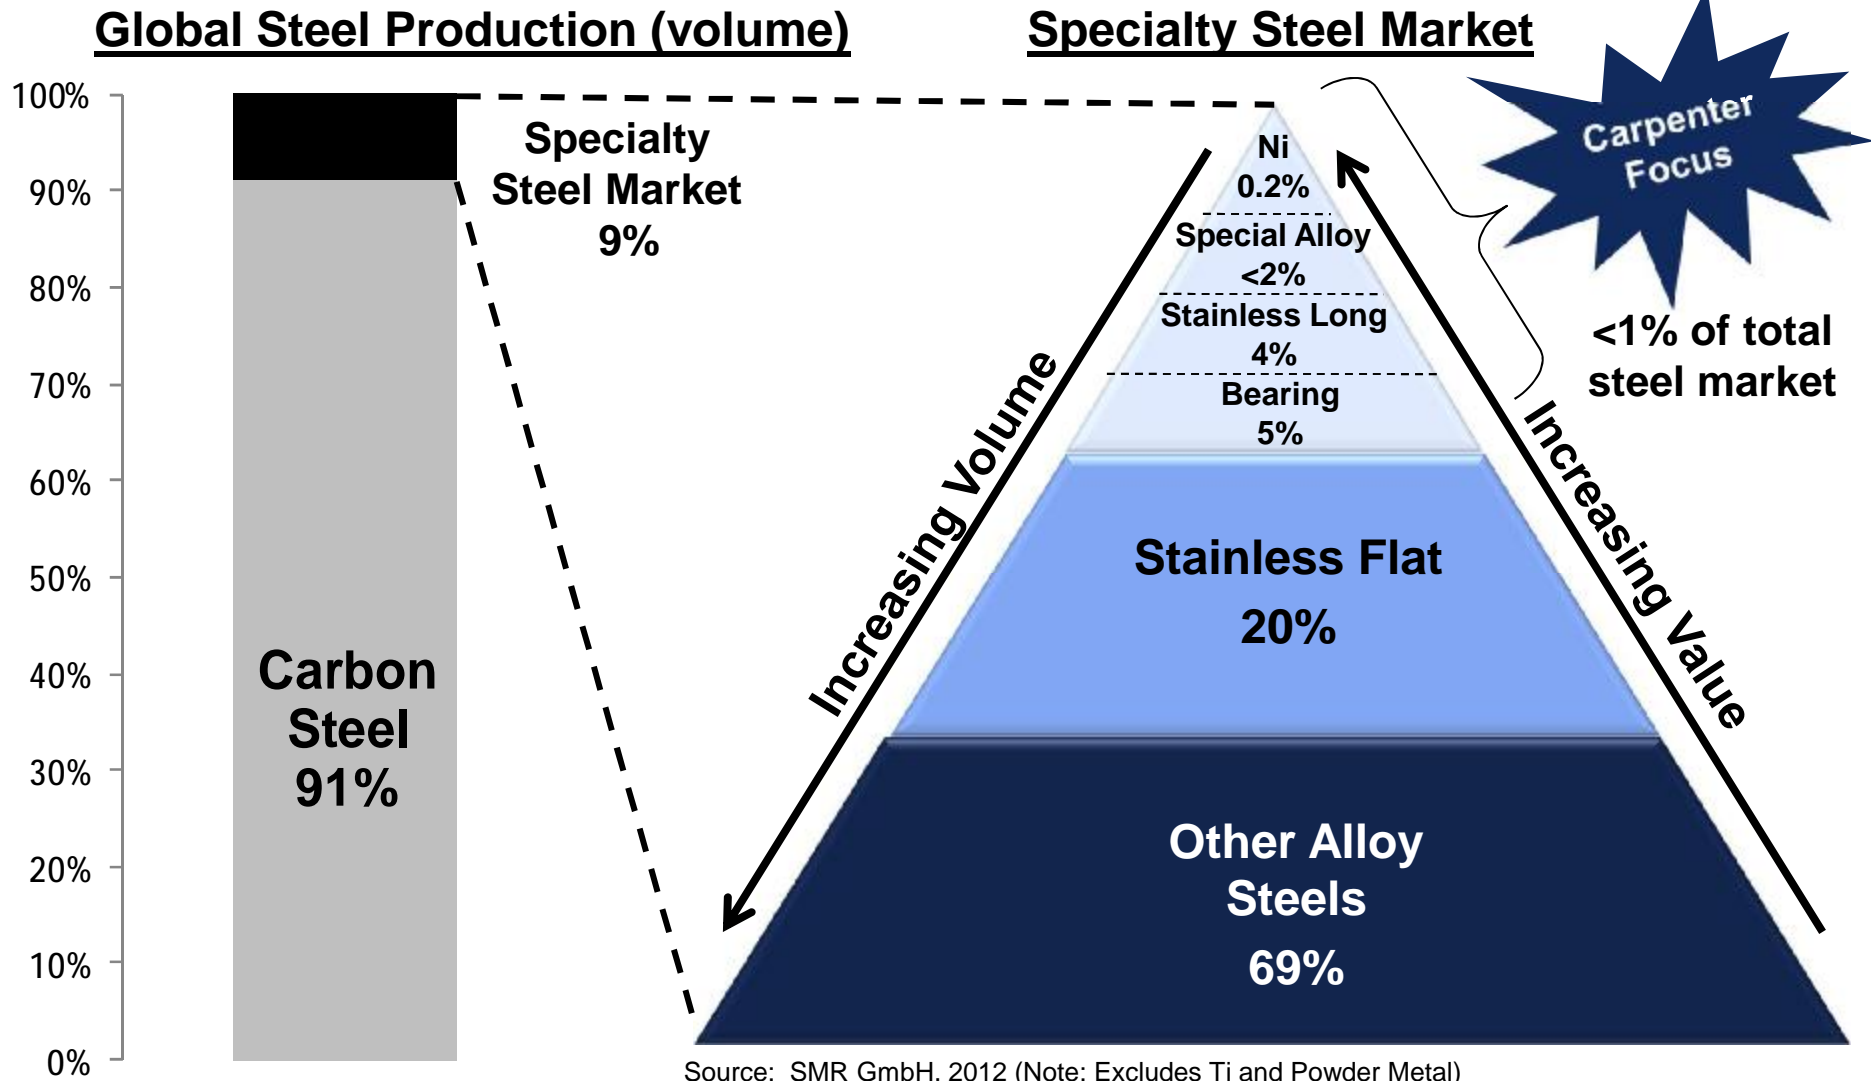 Global Steel Production (volume)
Specialty Steel Market
100%
90%
80%
70%
60%
50%
40%
30%
20%
10%
0%
Specialty
Steel Market
9%
Carbon
Steel
91%
Increasing Volume
Ni
0.2%
Special Alloy
<2%
Stainless Long
4%
Bearing
5%
Stainless Flat
20%
Other Alloy
Steels
69%
Increasing Value
Carpenter
Focus
<1% of total
steel market
Source: SMR GmbH, 2012 (Note: Excludes Ti and Powder Metal)